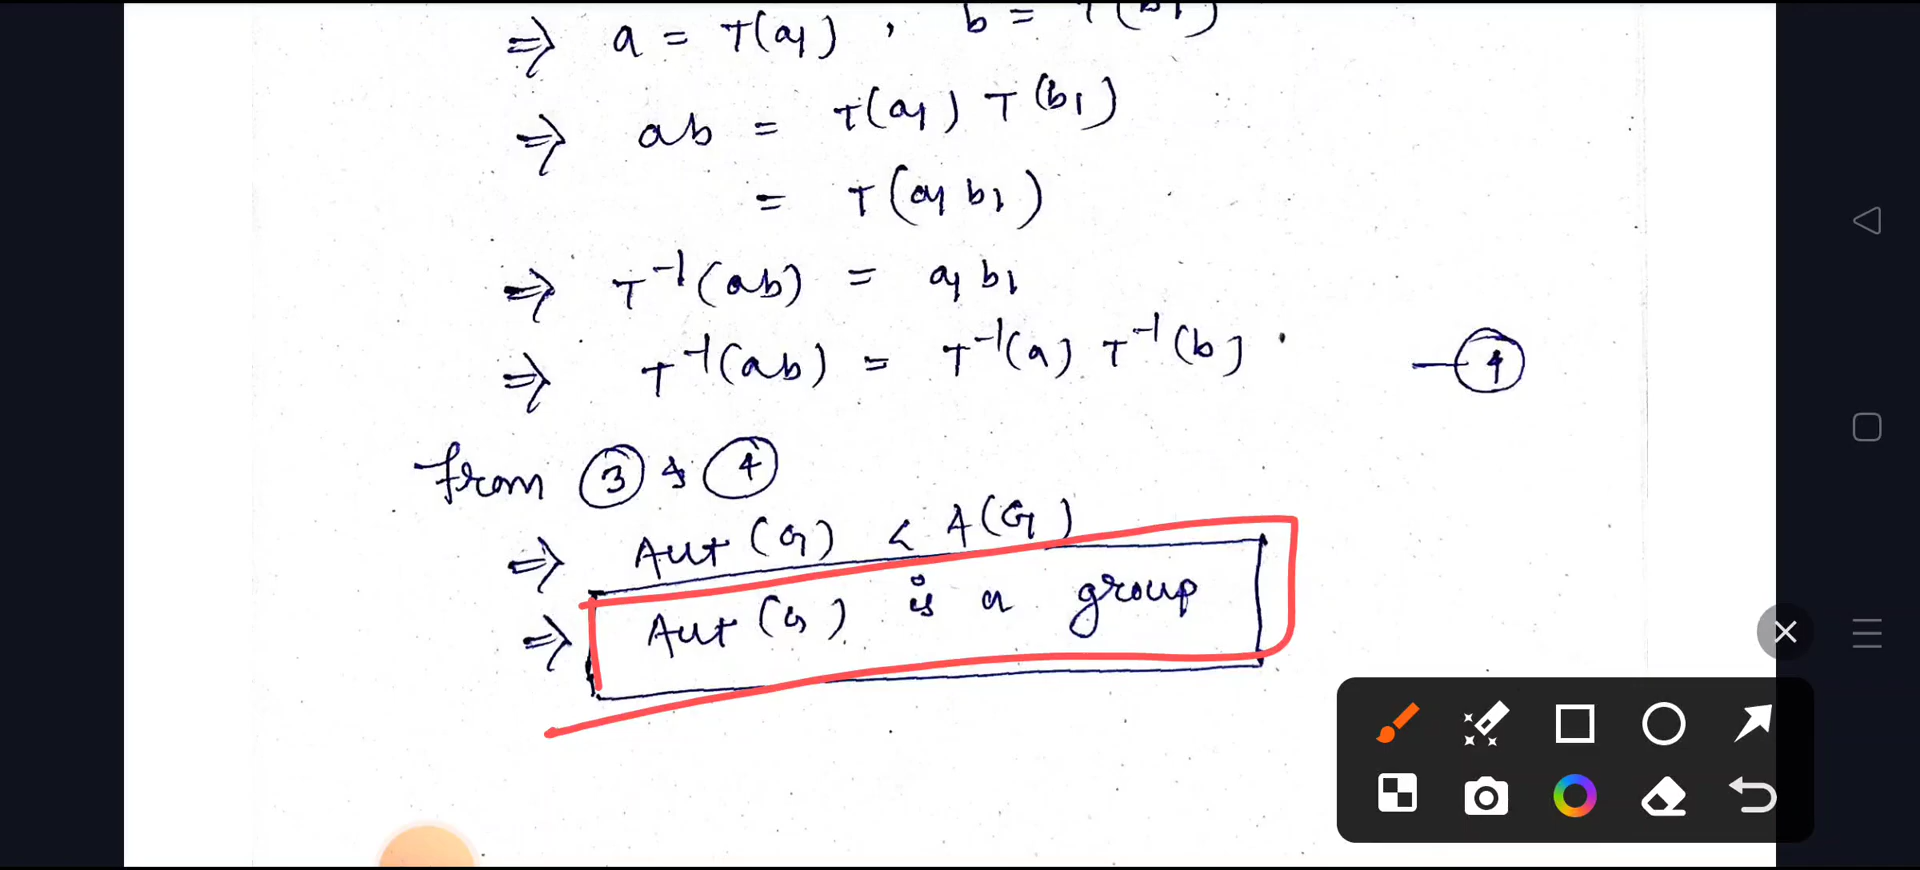 ⇒ a = T(a1) , b = T(b1)
⇒ ab = T(a1) T(b1)
= T(a1 b1)
⇒ T⁻¹(ab) = a1 b1
⇒ T⁻¹(ab) = T⁻¹(a) T⁻¹(b) . —④
from ③ & ④
⇒ Aut(G) < A(G)
⇒ Aut(G) is a group